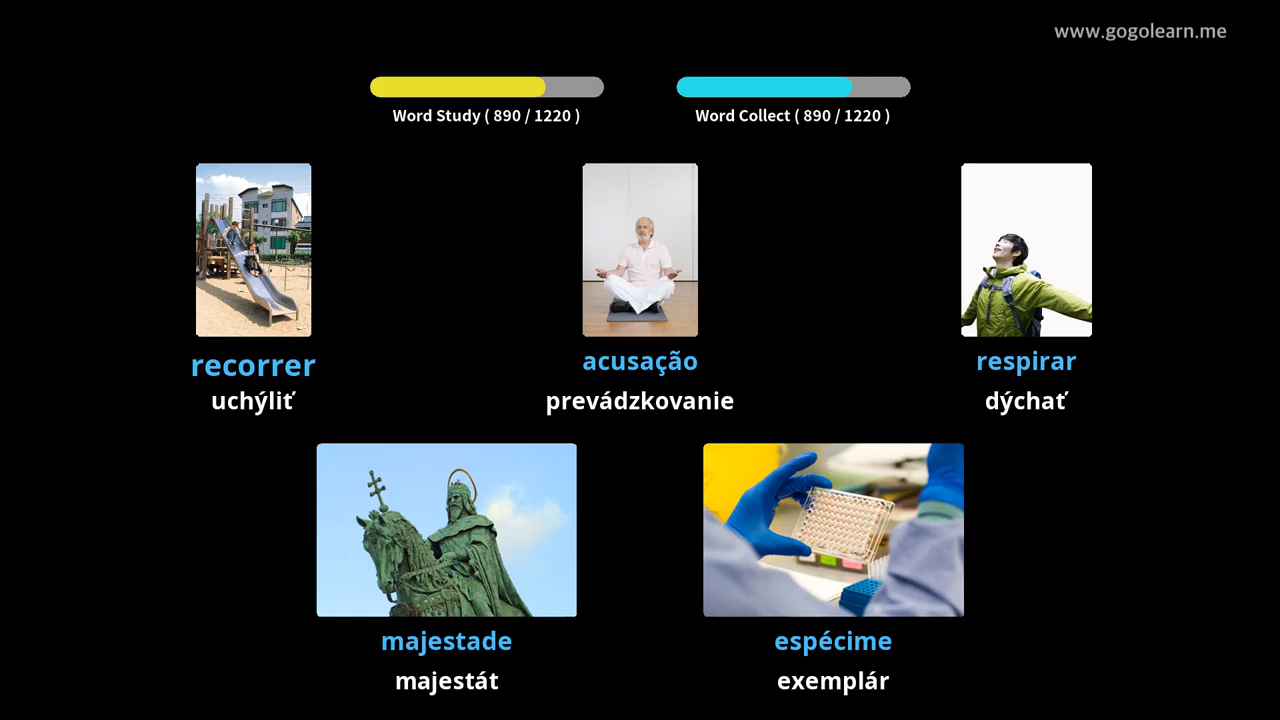 www.gogolearn.me
Word Study ( 890 / 1220 )
Word Collect ( 890 / 1220 )
recorrer
uchýliť
acusação
prevádzkovanie
respirar
dýchať
majestade
majestát
espécime
exemplár